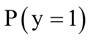 P(y = 1)